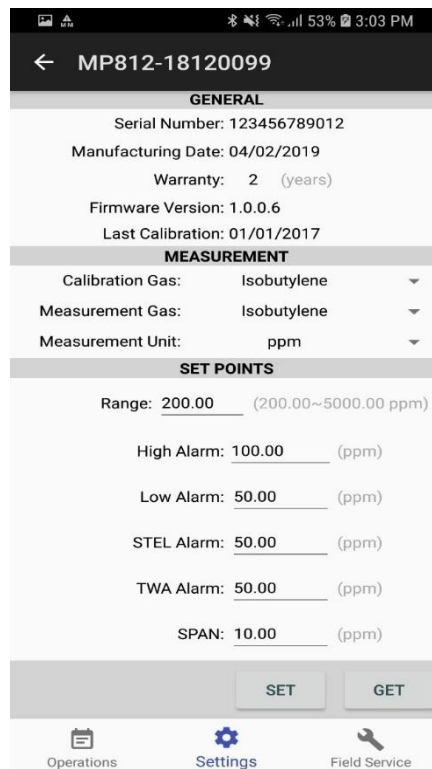 53% 3:03 PM
MP812-18120099
GENERAL
Serial Number: 123456789012
Manufacturing Date: 04/02/2019
Warranty: 2 (years)
Firmware Version: 1.0.0.6
Last Calibration: 01/01/2017
MEASUREMENT
Calibration Gas: Isobutylene
Measurement Gas: Isobutylene
Measurement Unit: ppm
SET POINTS
Range: 200.00 (200.00~5000.00 ppm)
High Alarm: 100.00 (ppm)
Low Alarm: 50.00 (ppm)
STEL Alarm: 50.00 (ppm)
TWA Alarm: 50.00 (ppm)
SPAN: 10.00 (ppm)
SET GET
Operations Settings Field Service